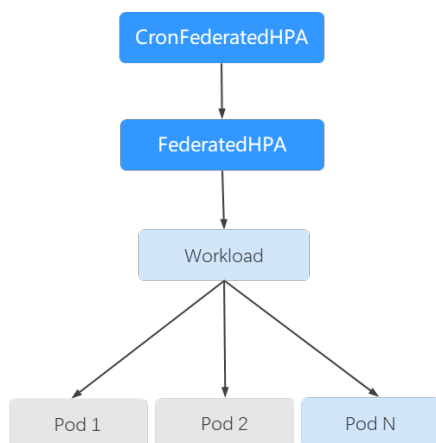 CronFederatedHPA
FederatedHPA
Workload
Pod 1
Pod 2
Pod N